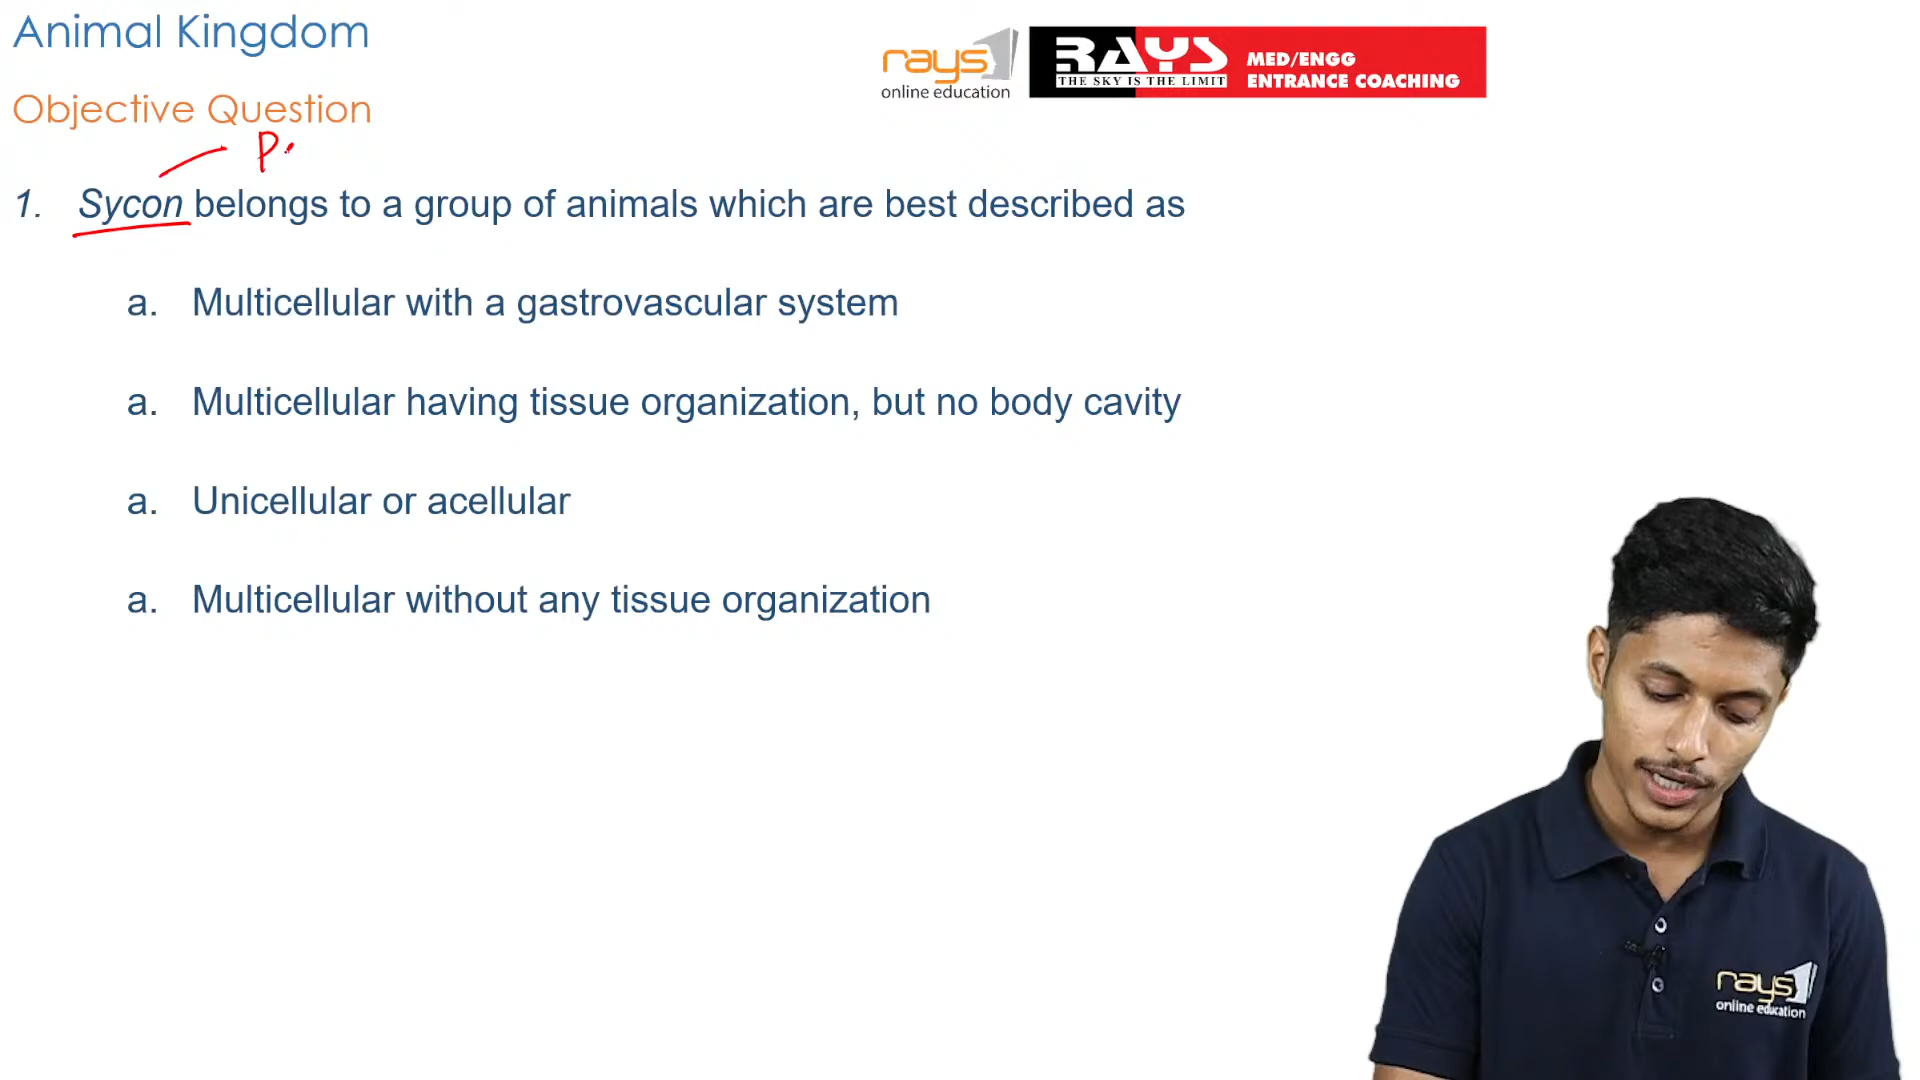 Animal Kingdom
rays
online education
RAYS
THE SKY IS THE LIMIT
MED/ENGG
ENTRANCE COACHING
Objective Question
P.
1. Sycon belongs to a group of animals which are best described as
a. Multicellular with a gastrovascular system
a. Multicellular having tissue organization, but no body cavity
a. Unicellular or acellular
a. Multicellular without any tissue organization
rays
online education